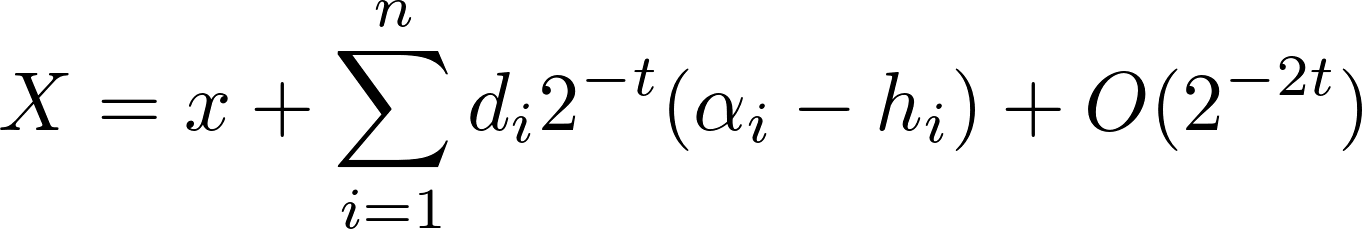 X = x + \sum_{i=1}^{n} d_i 2^{-t}(\alpha_i - h_i) + O(2^{-2t})